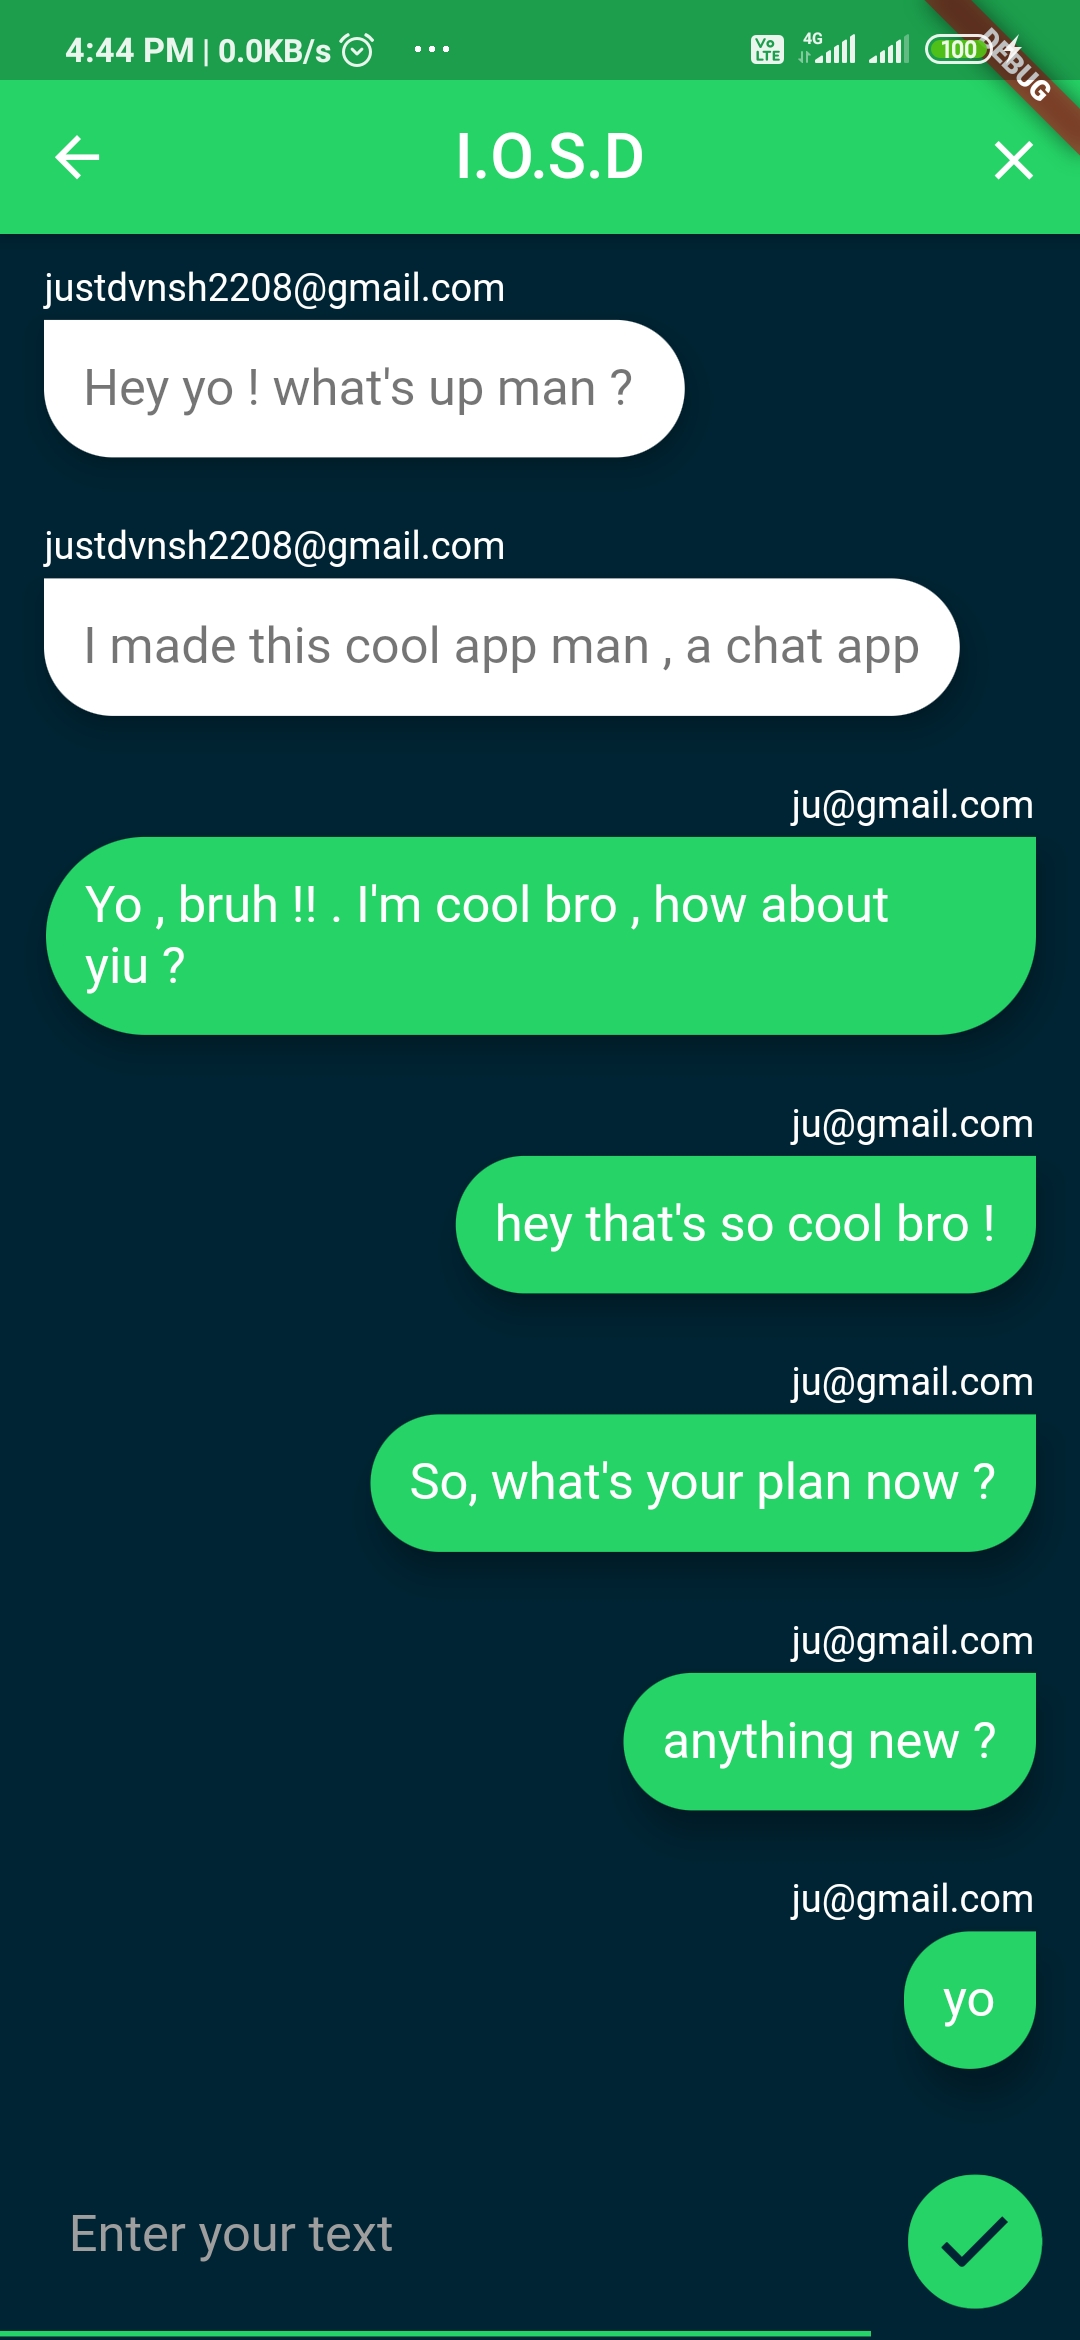 4:44 PM | 0.0KB/s ...
Vo LTE 4G 100
DEBUG
I.O.S.D
justdvnsh2208@gmail.com
Hey yo ! what's up man ?
justdvnsh2208@gmail.com
I made this cool app man , a chat app
ju@gmail.com
Yo , bruh !! . I'm cool bro , how about
yiu ?
ju@gmail.com
hey that's so cool bro !
ju@gmail.com
So, what's your plan now ?
ju@gmail.com
anything new ?
ju@gmail.com
yo
Enter your text